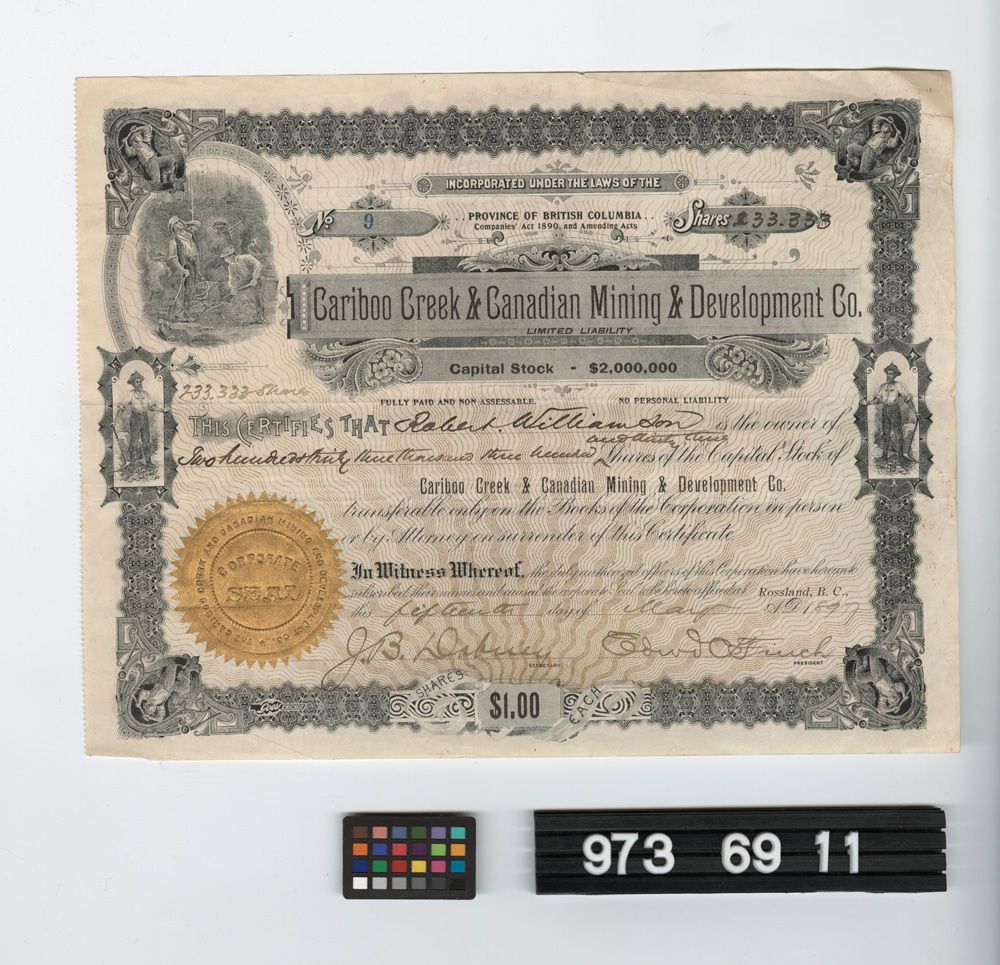 INCORPORATED UNDER THE LAWS OF THE
No 9
PROVINCE OF BRITISH COLUMBIA
Companies' Act 1890, and Amending Acts
Shares 233.333
Cariboo Creek & Canadian Mining & Development Co.
LIMITED LIABILITY
Capital Stock - $2,000,000
233.333 Shares
FULLY PAID AND NON-ASSESSABLE. NO PERSONAL LIABILITY
THIS CERTIFIES THAT Robert Williamson is the owner of
and thirty three
Two hundred thirty three thousand three hundred Shares of the Capital Stock of
Cariboo Creek & Canadian Mining & Development Co.
transferable only on the Books of the Corporation in person
or by Attorney on surrender of this Certificate
In Witness Whereof, the duly authorized officers of this Corporation have hereunto
subscribed their names and caused the corporate Seal to be hereto affixed at Rossland, B. C.,
this fifteenth day of May A.D. 1897
CORPORATE
SEAL
J.B. Dabney
SECRETARY
Edwd C Finch
PRESIDENT
SHARES
$1.00
EACH
973 69 11